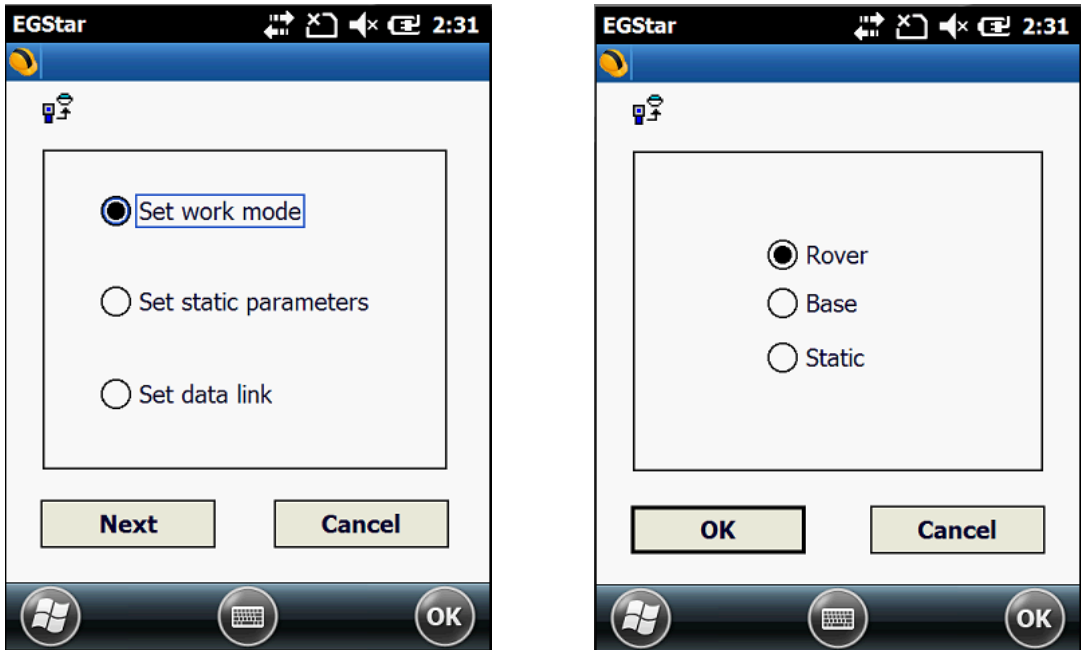 EGStar 2:31
Set work mode
Set static parameters
Set data link
Next Cancel
OK
EGStar 2:31
Rover
Base
Static
OK Cancel
OK